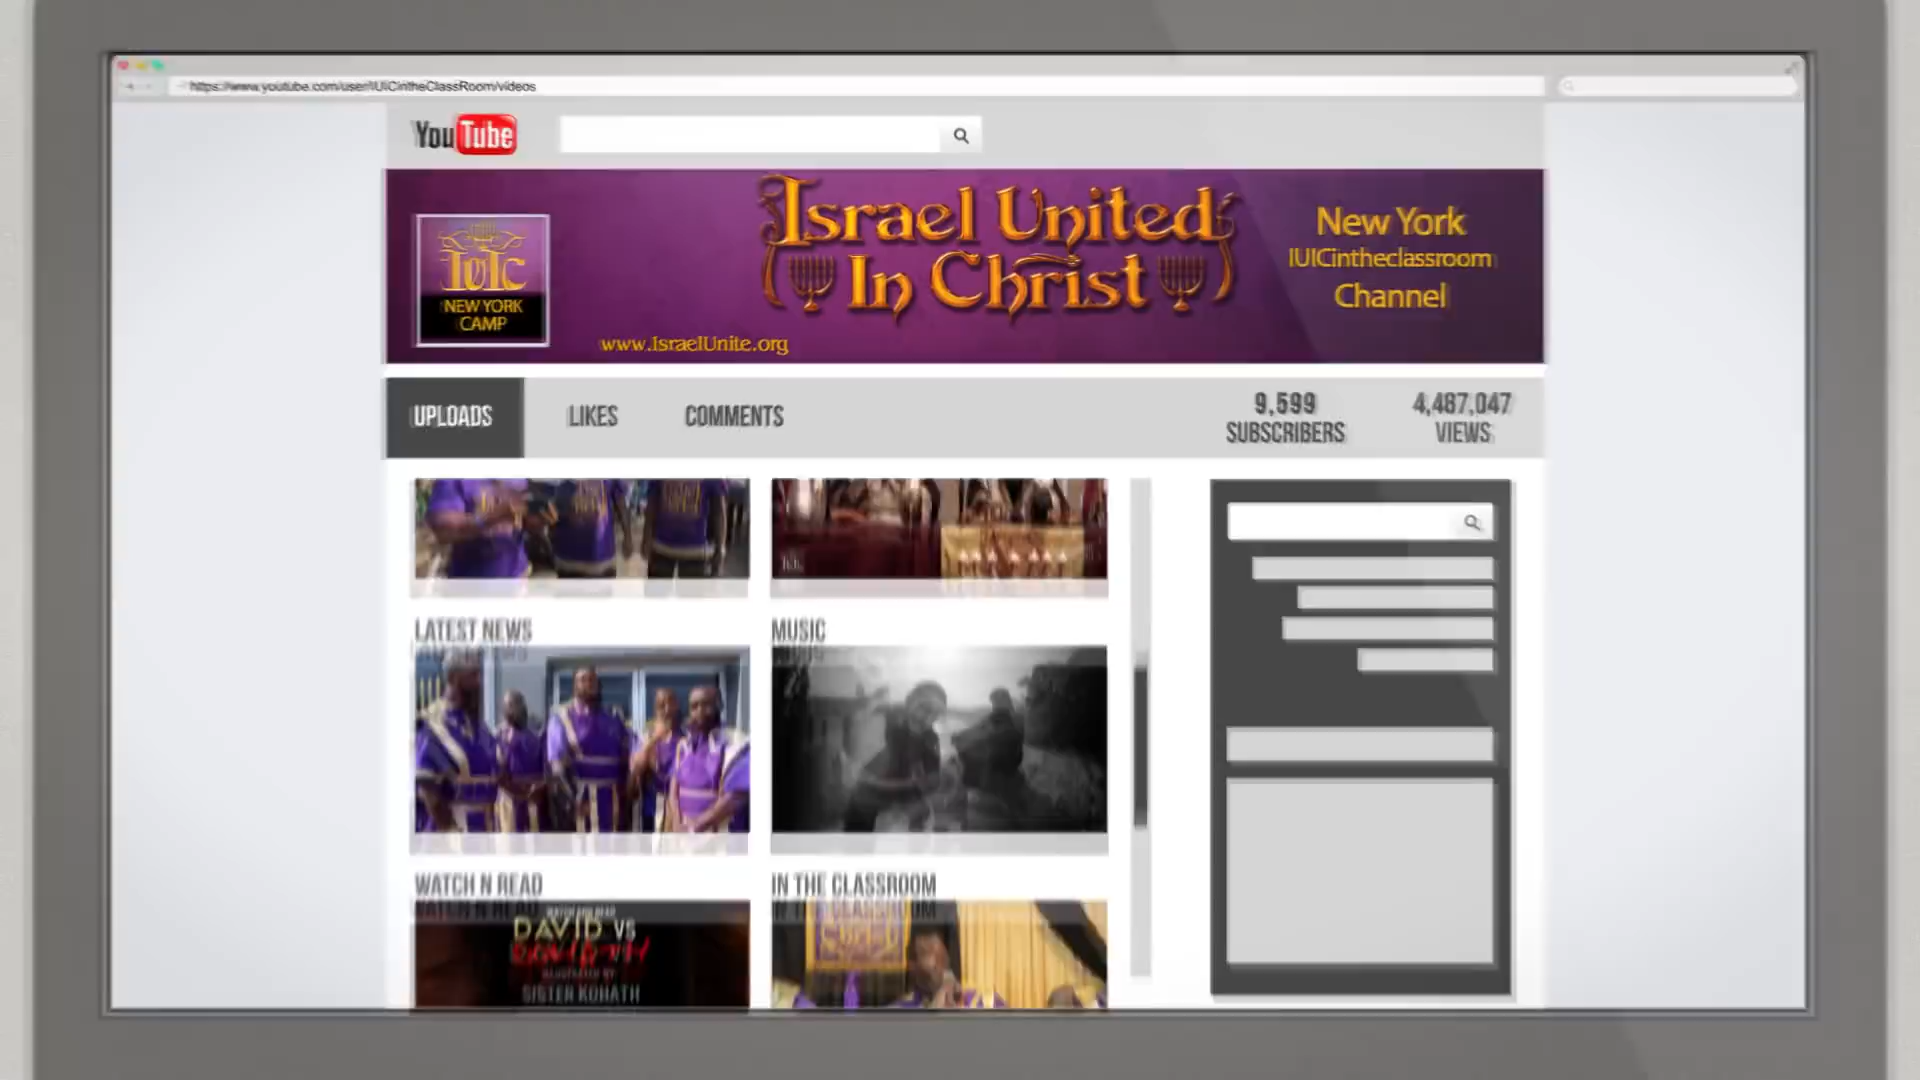 https://www.youtube.com/user/IUICintheClassRoom/videos
YouTube
Israel United
In Christ
New York
IUICintheclassroom
Channel
IUIC
NEW YORK
CAMP
www.IsraelUnite.org
UPLOADS
LIKES
COMMENTS
9,599
SUBSCRIBERS
4,487,047
VIEWS
LATEST NEWS
MUSIC
WATCH N READ
IN THE CLASSROOM
DAVID VS
SISTER KOHATH